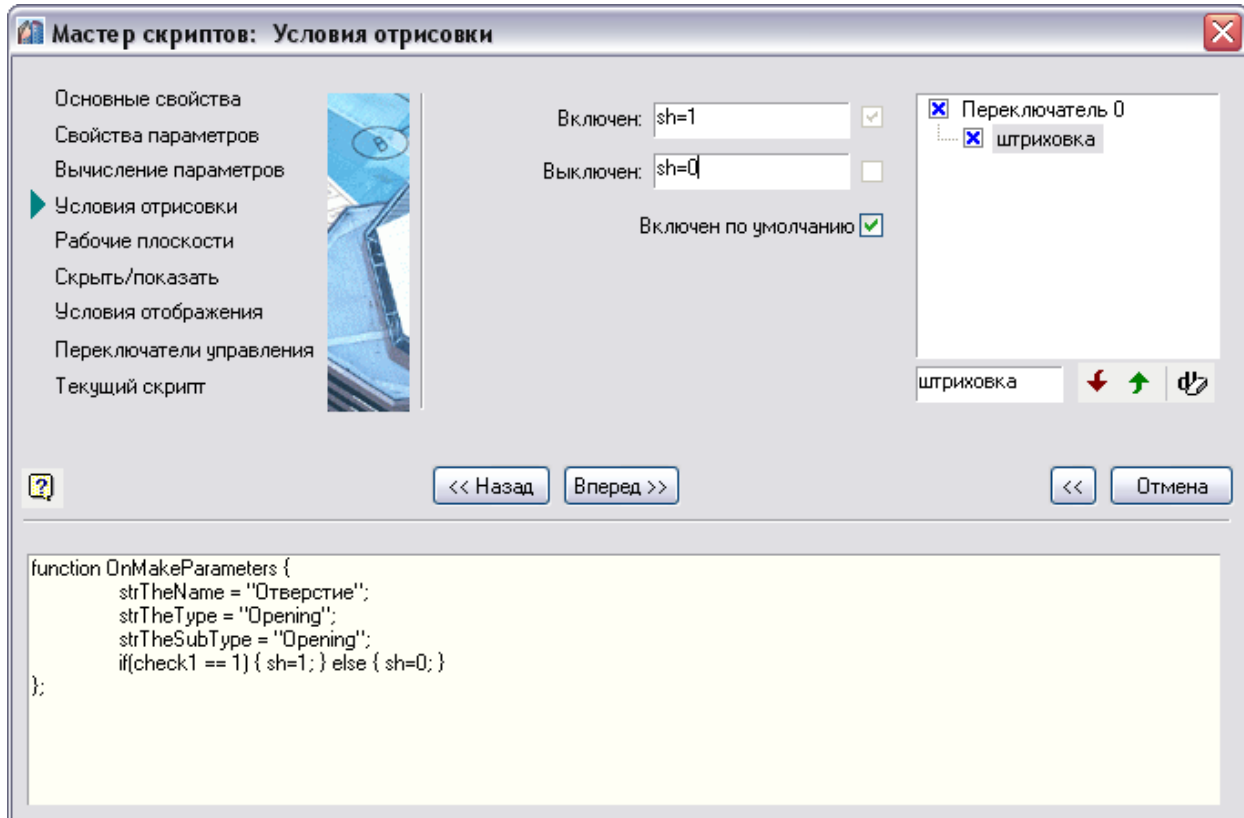 Мастер скриптов: Условия отрисовки
Основные свойства
Свойства параметров
Вычисление параметров
Условия отрисовки
Рабочие плоскости
Скрыть/показать
Условия отображения
Переключатели управления
Текущий скрипт
B
Включен: sh=1
Выключен: sh=0
Включен по умолчанию
Переключатель 0
штриховка
штриховка
<< Назад
Вперед >>
<<
Отмена
function OnMakeParameters {
strTheName = "Отверстие";
strTheType = "Opening";
strTheSubType = "Opening";
if(check1 == 1) { sh=1; } else { sh=0; }
};